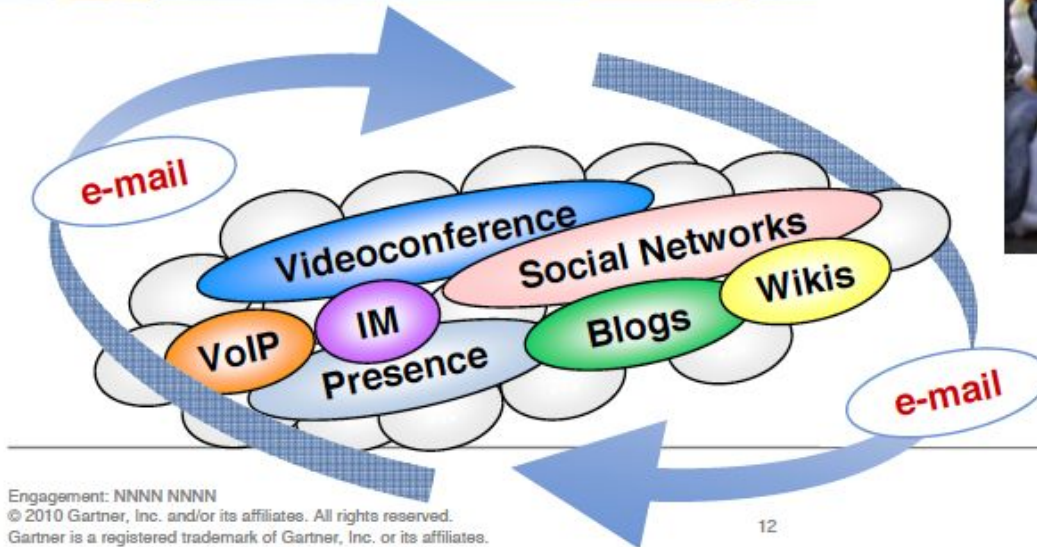 e-mail
Videoconference
Social Networks
Wikis
IM
Blogs
VoIP
Presence
e-mail
Engagement: NNNN NNNN
© 2010 Gartner, Inc. and/or its affiliates. All rights reserved.
Gartner is a registered trademark of Gartner, Inc. or its affiliates.
12